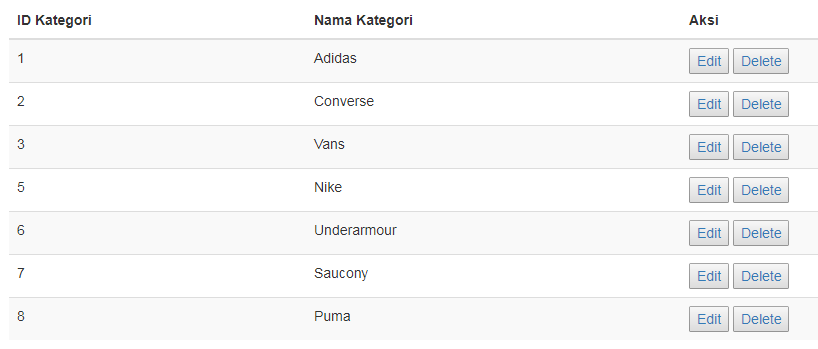 ID Kategori Nama Kategori Aksi
1 Adidas Edit Delete
2 Converse Edit Delete
3 Vans Edit Delete
5 Nike Edit Delete
6 Underarmour Edit Delete
7 Saucony Edit Delete
8 Puma Edit Delete